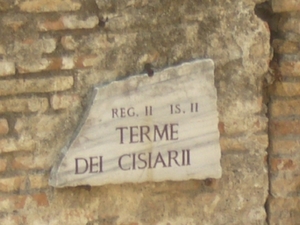 REG. II IS. II
TERME
DEI CISIARII